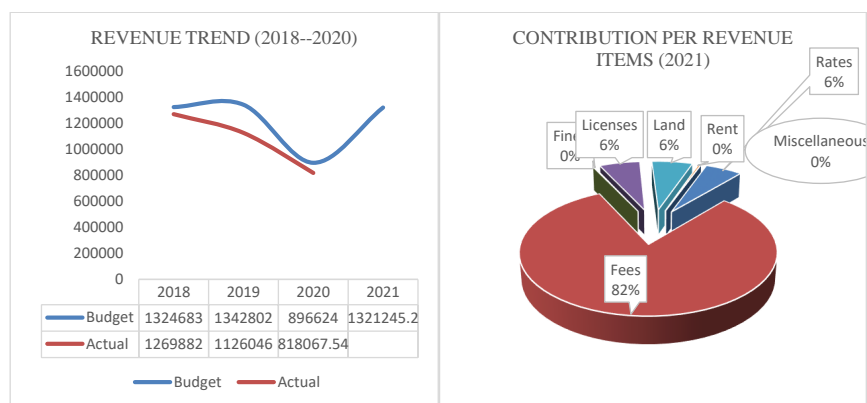 REVENUE TREND (2018--2020)
1600000
1400000
1200000
1000000
800000
600000
400000
200000
0
2018 2019 2020 2021
Budget 1324683 1342802 896624 1321245.2
Actual 1269882 1126046 818067.54
Budget Actual
CONTRIBUTION PER REVENUE
ITEMS (2021)
Rates
6%
Fine
0%
Licenses
6%
Land
6%
Rent
0%
Miscellaneous
0%
Fees
82%